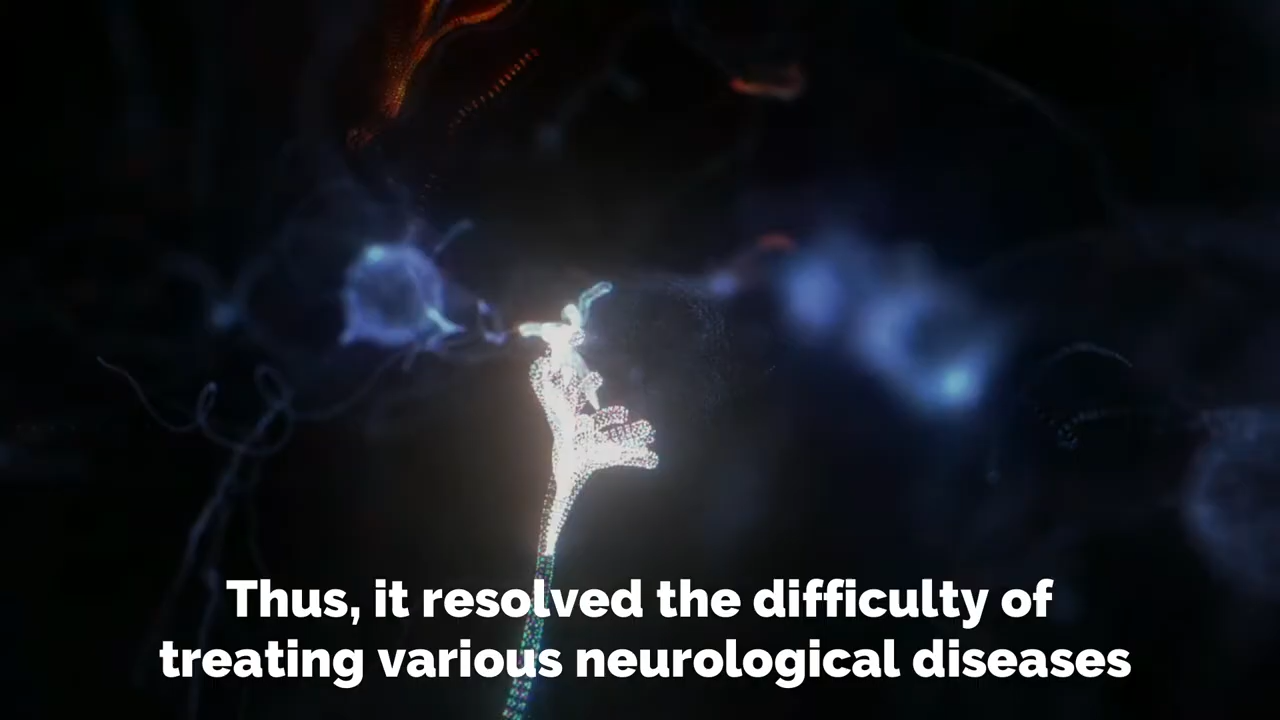 Thus, it resolved the difficulty of
treating various neurological diseases